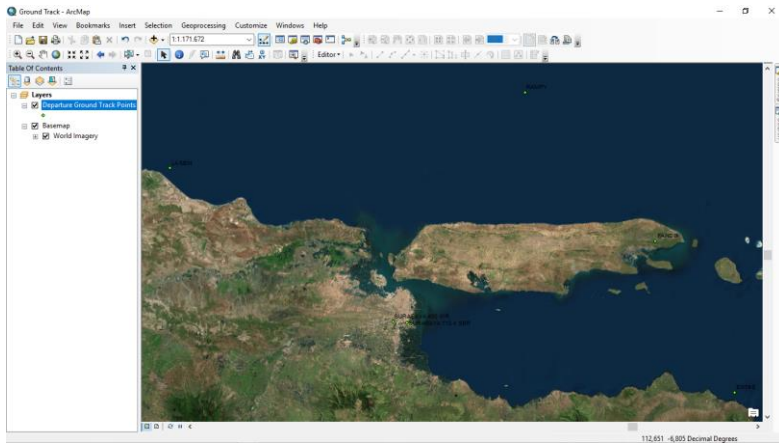 Ground Track - ArcMap
File Edit View Bookmarks Insert Selection Geoprocessing Customize Windows Help
1:1.171.672
Editor
Table Of Contents
Layers
Departure Ground Track Points
Basemap
World Imagery
112,651 -6,805 Decimal Degrees